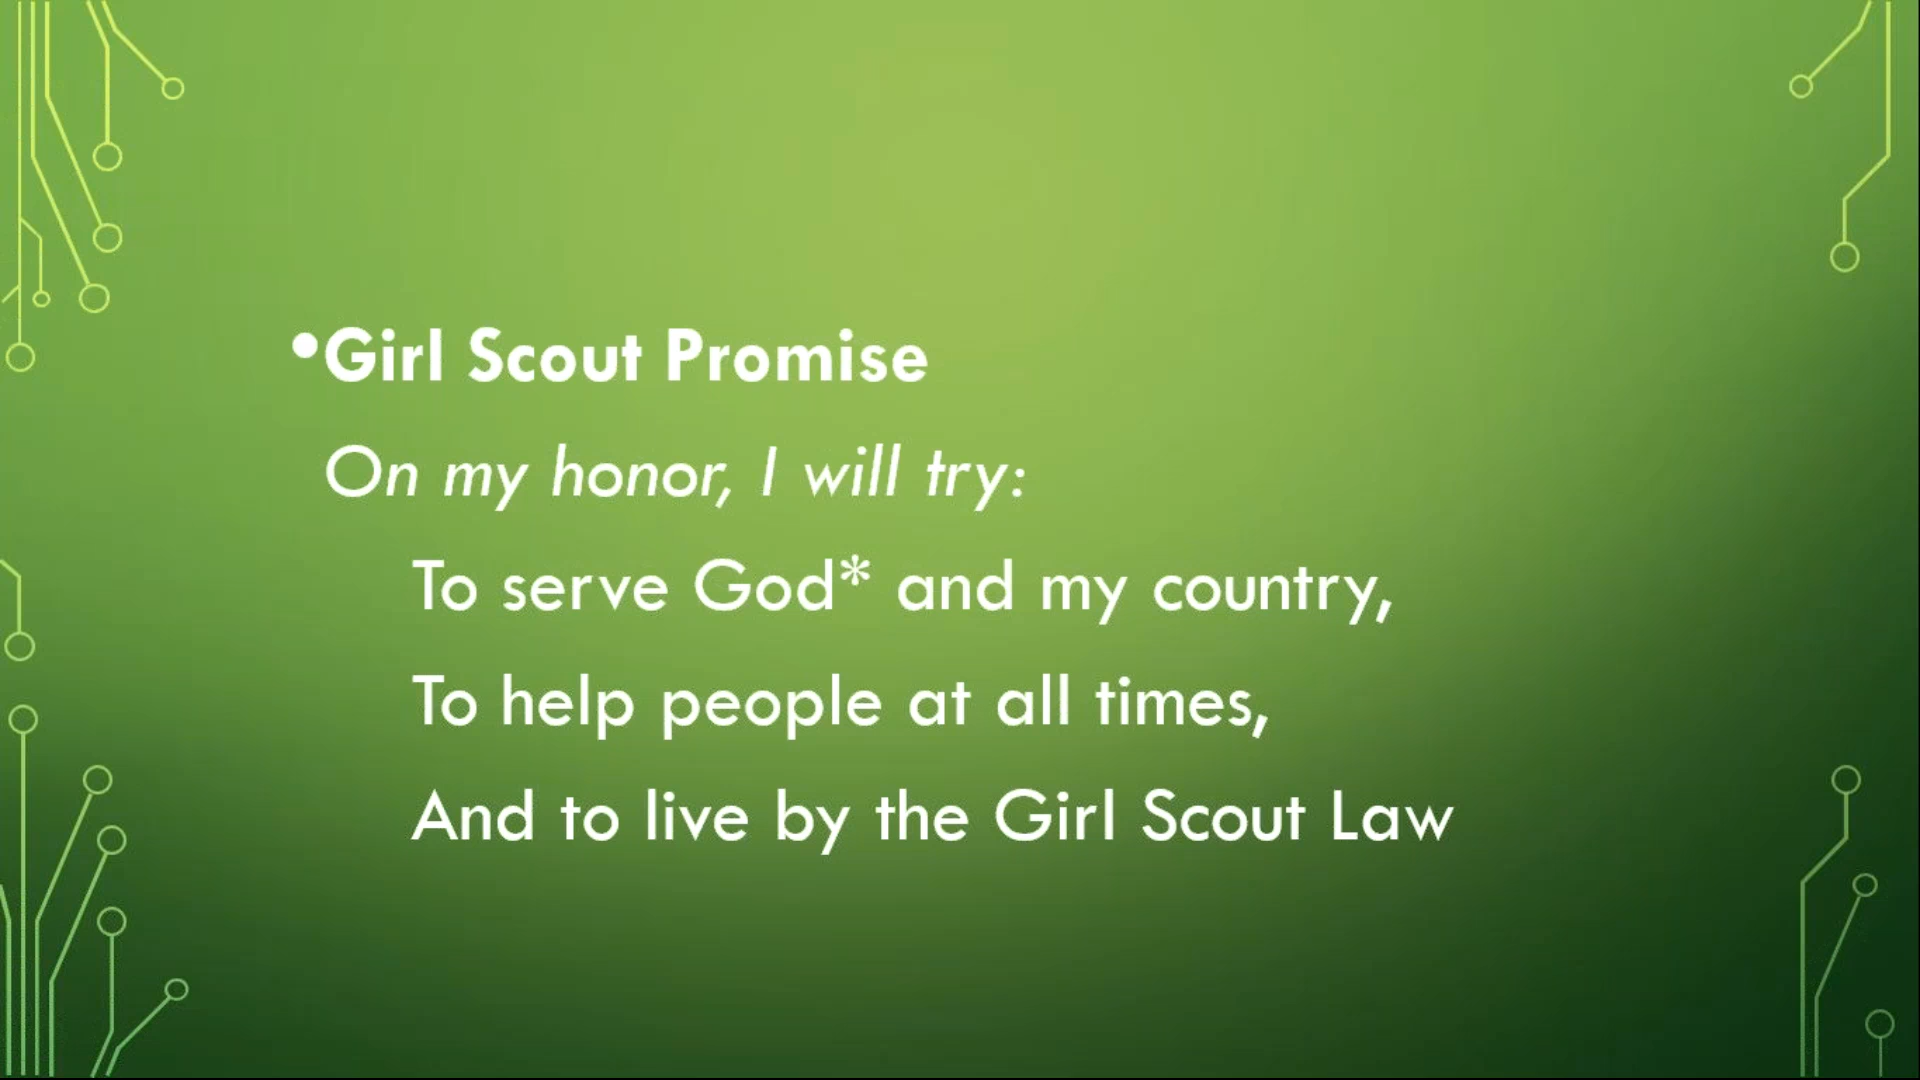 •Girl Scout Promise
On my honor, I will try:
To serve God* and my country,
To help people at all times,
And to live by the Girl Scout Law